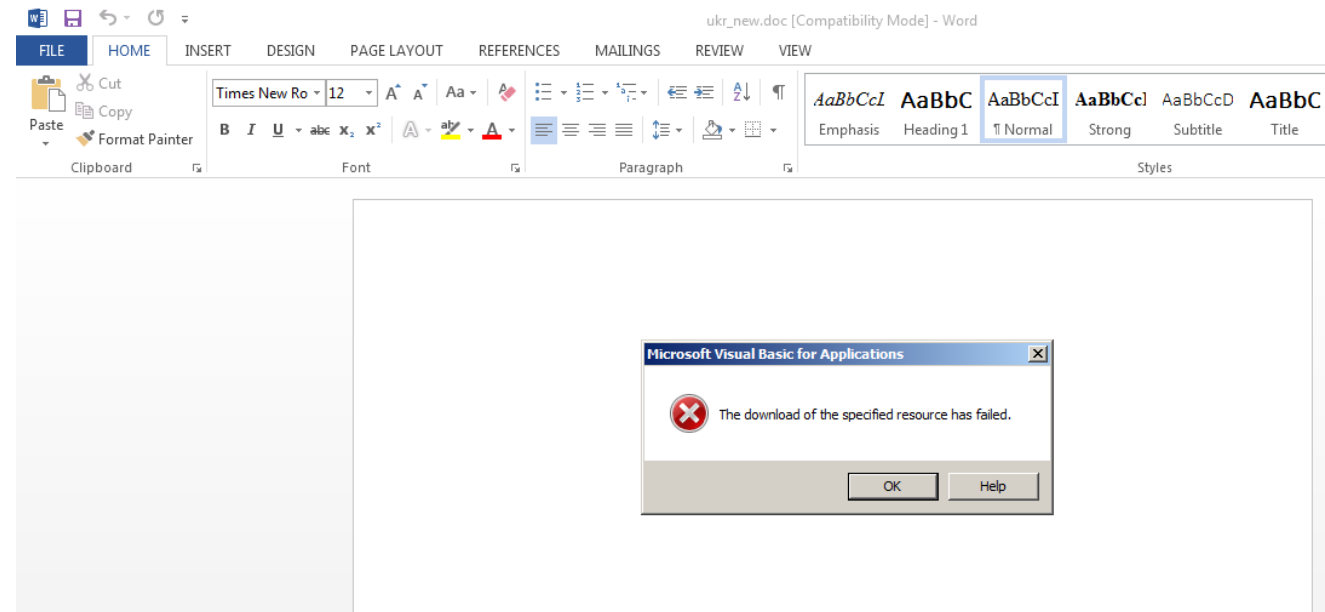 ukr_new.doc [Compatibility Mode] - Word
FILE HOME INSERT DESIGN PAGE LAYOUT REFERENCES MAILINGS REVIEW VIEW
Cut
Copy
Paste
Format Painter
Clipboard
Times New Ro 12
Aa
B I U abc X₂ X²
Font
Paragraph
AaBbCcI AaBbC AaBbCcI AaBbCcl AaBbCcD AaBbC
Emphasis Heading 1 ¶ Normal Strong Subtitle Title
Styles
Microsoft Visual Basic for Applications
The download of the specified resource has failed.
OK Help